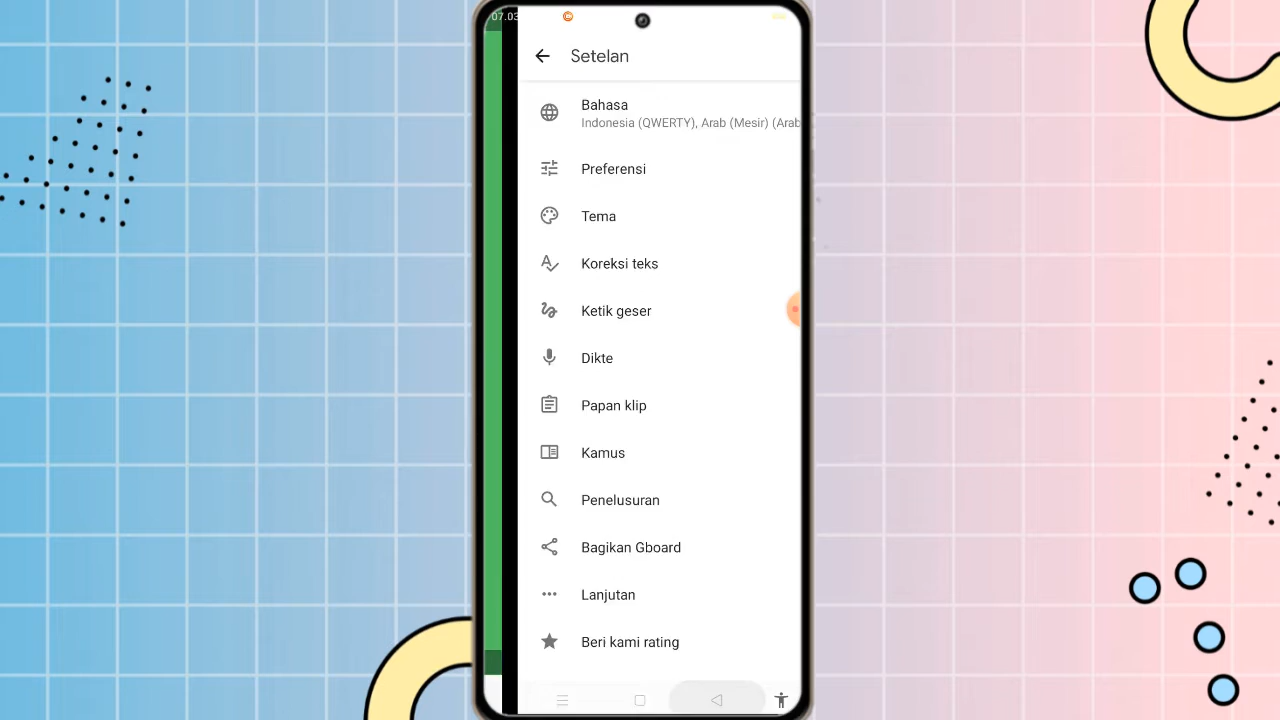 07.03
Setelan
Bahasa
Indonesia (QWERTY), Arab (Mesir) (Arab
Preferensi
Tema
Koreksi teks
Ketik geser
Dikte
Papan klip
Kamus
Penelusuran
Bagikan Gboard
Lanjutan
Beri kami rating